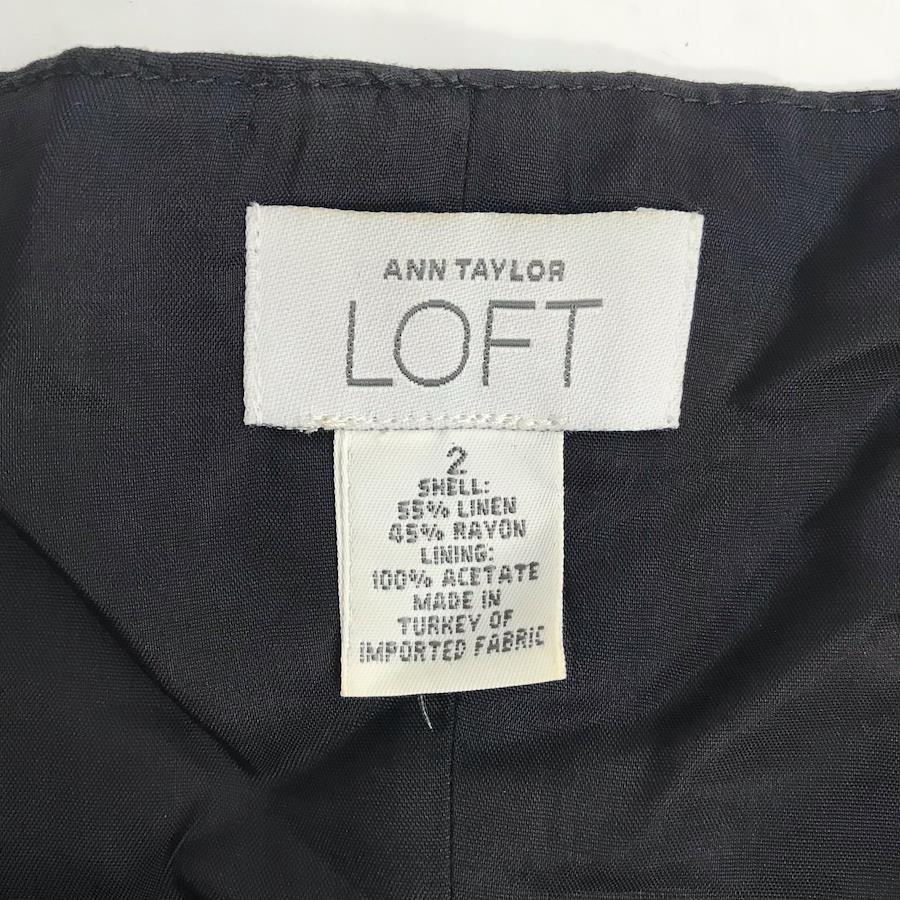 ANN TAYLOR
LOFT
2
SHELL:
55% LINEN
45% RAYON
LINING:
100% ACETATE
MADE IN
TURKEY OF
IMPORTED FABRIC